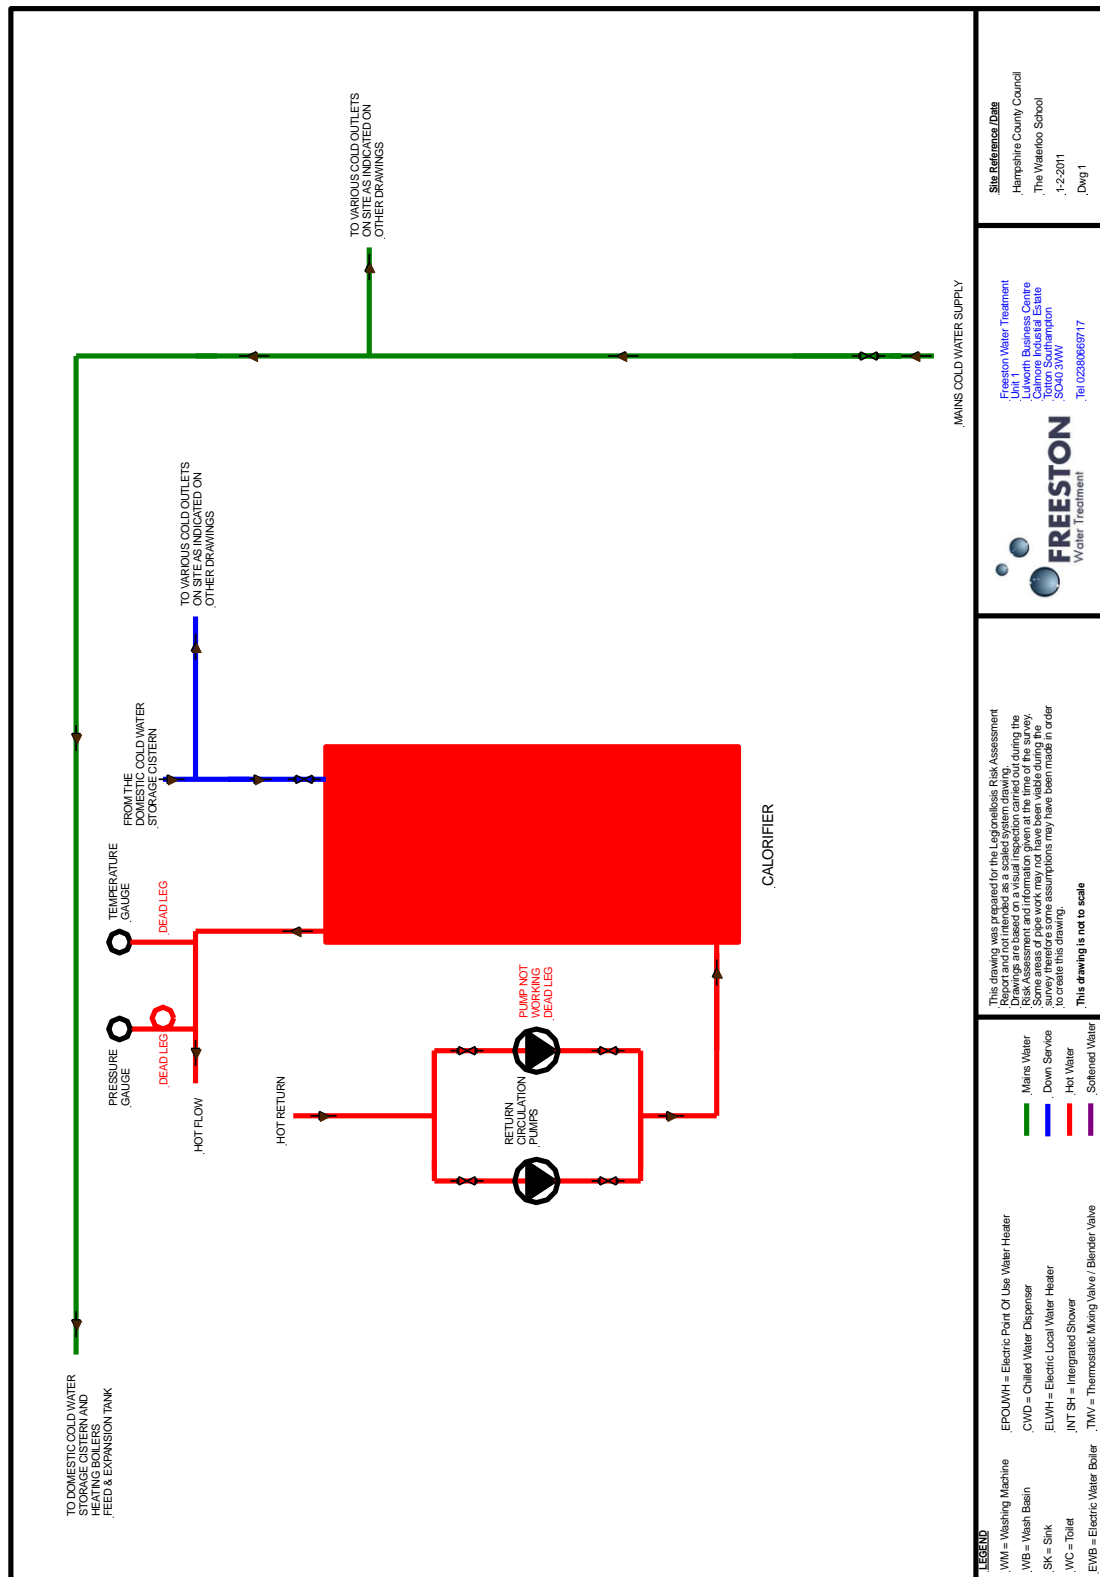 TO DOMESTIC COLD WATER
STORAGE CISTERN AND
HEATING BOILERS
FEED & EXPANSION TANK
PRESSURE
GAUGE
TEMPERATURE
GAUGE
DEAD LEG
DEAD LEG
HOT FLOW
FROM THE
DOMESTIC COLD WATER
STORAGE CISTERN
TO VARIOUS COLD OUTLETS
ON SITE AS INDICATED ON
OTHER DRAWINGS
TO VARIOUS COLD OUTLETS
ON SITE AS INDICATED ON
OTHER DRAWINGS
HOT RETURN
RETURN
CIRCULATION
PUMPS
PUMP NOT
WORKING
DEAD LEG
CALORIFIER
MAINS COLD WATER SUPPLY
LEGEND
WM = Washing Machine
WB = Wash Basin
SK = Sink
WC = Toilet
EWB = Electric Water Boiler
EPOUWH = Electric Point Of Use Water Heater
CWD = Chilled Water Dispenser
ELWH = Electric Local Water Heater
INT SH = Intergrated Shower
TMV = Thermostatic Mixing Valve / Blender Valve
Mains Water
Down Service
Hot Water
Softened Water
This drawing was prepared for the Legionellosis Risk Assessment
Report and not intended as a scaled system drawing.
Drawings are based on a visual inspection carried out during the
Risk Assessment and information given at the time of the survey.
Some areas of pipe work may not have been viable during the
survey therefore some assumptions may have been made in order
to create this drawing.
This drawing is not to scale
FREESTON
Water Treatment
Freeston Water Treatment
Unit 1
Lulworth Business Centre
Calmore Industial Estate
Totton Southampton
SO40 3WW
Tel 02380669717
Site Reference /Date
Hampshire County Council
The Waterloo School
1-2-2011
Dwg 1